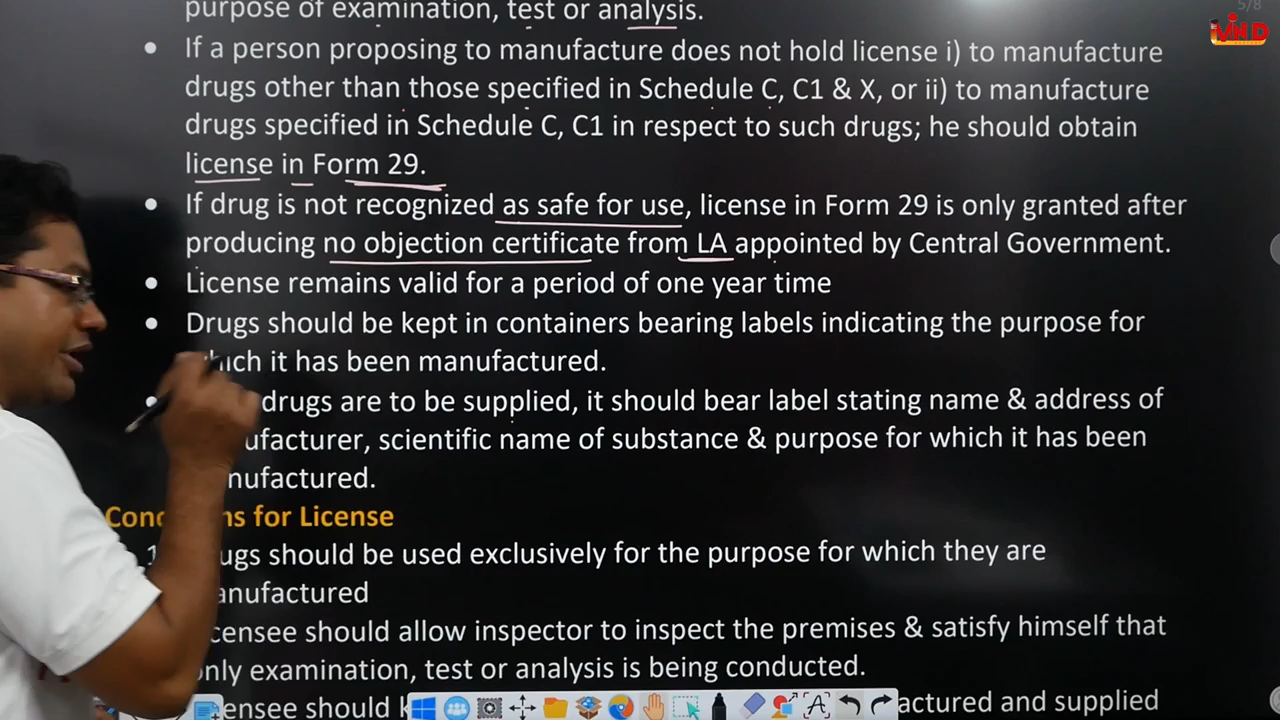 5/8
purpose of examination, test or analysis.
• If a person proposing to manufacture does not hold license i) to manufacture
drugs other than those specified in Schedule C, C1 & X, or ii) to manufacture
drugs specified in Schedule C, C1 in respect to such drugs; he should obtain
license in Form 29.
• If drug is not recognized as safe for use, license in Form 29 is only granted after
producing no objection certificate from LA appointed by Central Government.
• License remains valid for a period of one year time
• Drugs should be kept in containers bearing labels indicating the purpose for
which it has been manufactured.
• drugs are to be supplied, it should bear label stating name & address of
ufacturer, scientific name of substance & purpose for which it has been
nufactured.
Conditions for License
1 ugs should be used exclusively for the purpose for which they are
anufactured
censee should allow inspector to inspect the premises & satisfy himself that
only examination, test or analysis is being conducted.
ensee should k actured and supplied